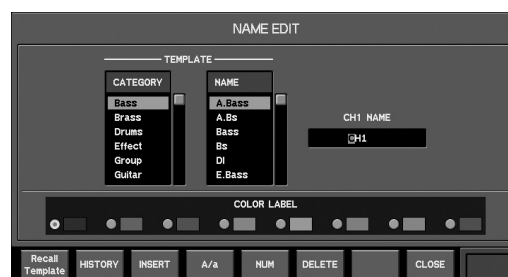 NAME EDIT
TEMPLATE
CATEGORY
Bass
Brass
Drums
Effect
Group
Guitar
NAME
A.Bass
A.Bs
Bass
Bs
DI
E.Bass
CH1 NAME
CH1
COLOR LABEL
Recall Template
HISTORY
INSERT
A/a
NUM
DELETE
CLOSE